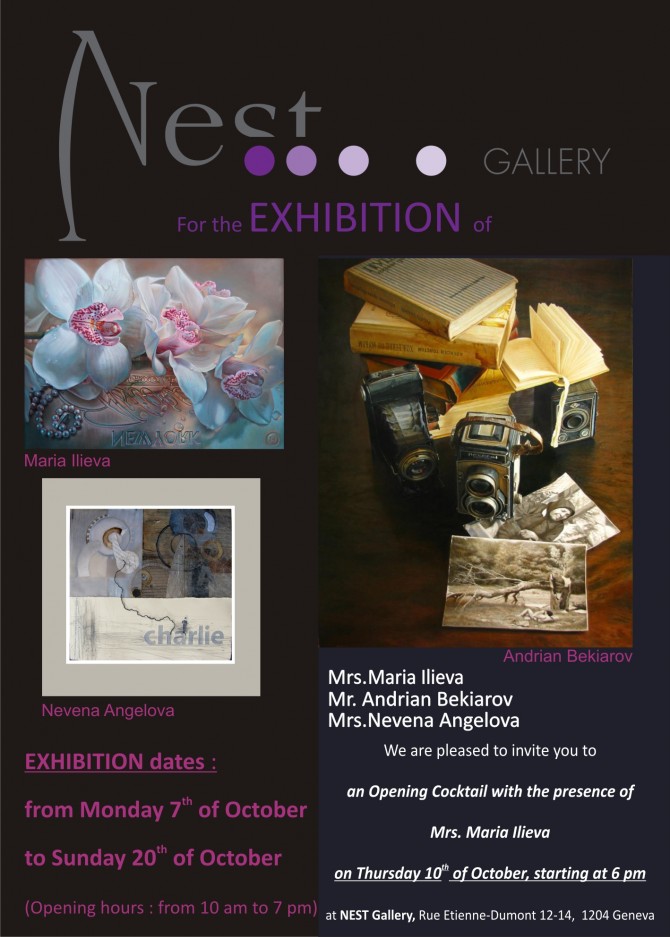 Nest
GALLERY
For the EXHIBITION of
NEW YORK
Maria Ilieva
charlie
Nevena Angelova
Andrian Bekiarov
Mrs.Maria Ilieva
Mr. Andrian Bekiarov
Mrs.Nevena Angelova
We are pleased to invite you to
an Opening Cocktail with the presence of
Mrs. Maria Ilieva
on Thursday 10th of October, starting at 6 pm
at NEST Gallery, Rue Etienne-Dumont 12-14, 1204 Geneva
EXHIBITION dates :
from Monday 7th of October
to Sunday 20th of October
(Opening hours : from 10 am to 7 pm)